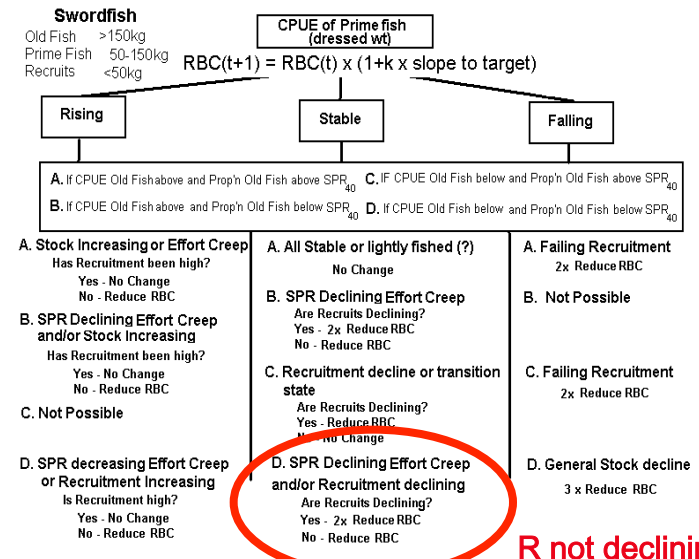 Swordfish
Old Fish >150kg
Prime Fish 50-150kg
Recruits <50kg
CPUE of Prime fish
(dressed wt)
RBC(t+1) = RBC(t) x (1+k x slope to target)
Rising
Stable
Falling
A. If CPUE Old Fishabove and Prop'n Old Fish above SPR40
C. IF CPUE Old Fish below and Prop'n Old Fish above SPR40
B. If CPUE Old Fishabove and Prop'n Old Fish below SPR40
D. If CPUE Old Fish below and Prop'n Old Fish below SPR40
A. Stock Increasing or Effort Creep
Has Recruitment been high?
Yes - No Change
No - Reduce RBC
B. SPR Declining Effort Creep
and/or Stock Increasing
Has Recruitment been high?
Yes - No Change
No - Reduce RBC
C. Not Possible
D. SPR decreasing Effort Creep
or Recruitment Increasing
Is Recruitment high?
Yes - No Change
No - Reduce RBC
A. All Stable or lightly fished (?)
No Change
B. SPR Declining Effort Creep
Are Recruits Declining?
Yes - 2x Reduce RBC
No - Reduce RBC
C. Recruitment decline or transition
state
Are Recruits Declining?
Yes - Reduce RBC
No - No Change
D. SPR Declining Effort Creep
and/or Recruitment declining
Are Recruits Declining?
Yes - 2x Reduce RBC
No - Reduce RBC
A. Failing Recruitment
2x Reduce RBC
B. Not Possible
C. Failing Recruitment
2x Reduce RBC
D. General Stock decline
3 x Reduce RBC
R not declini